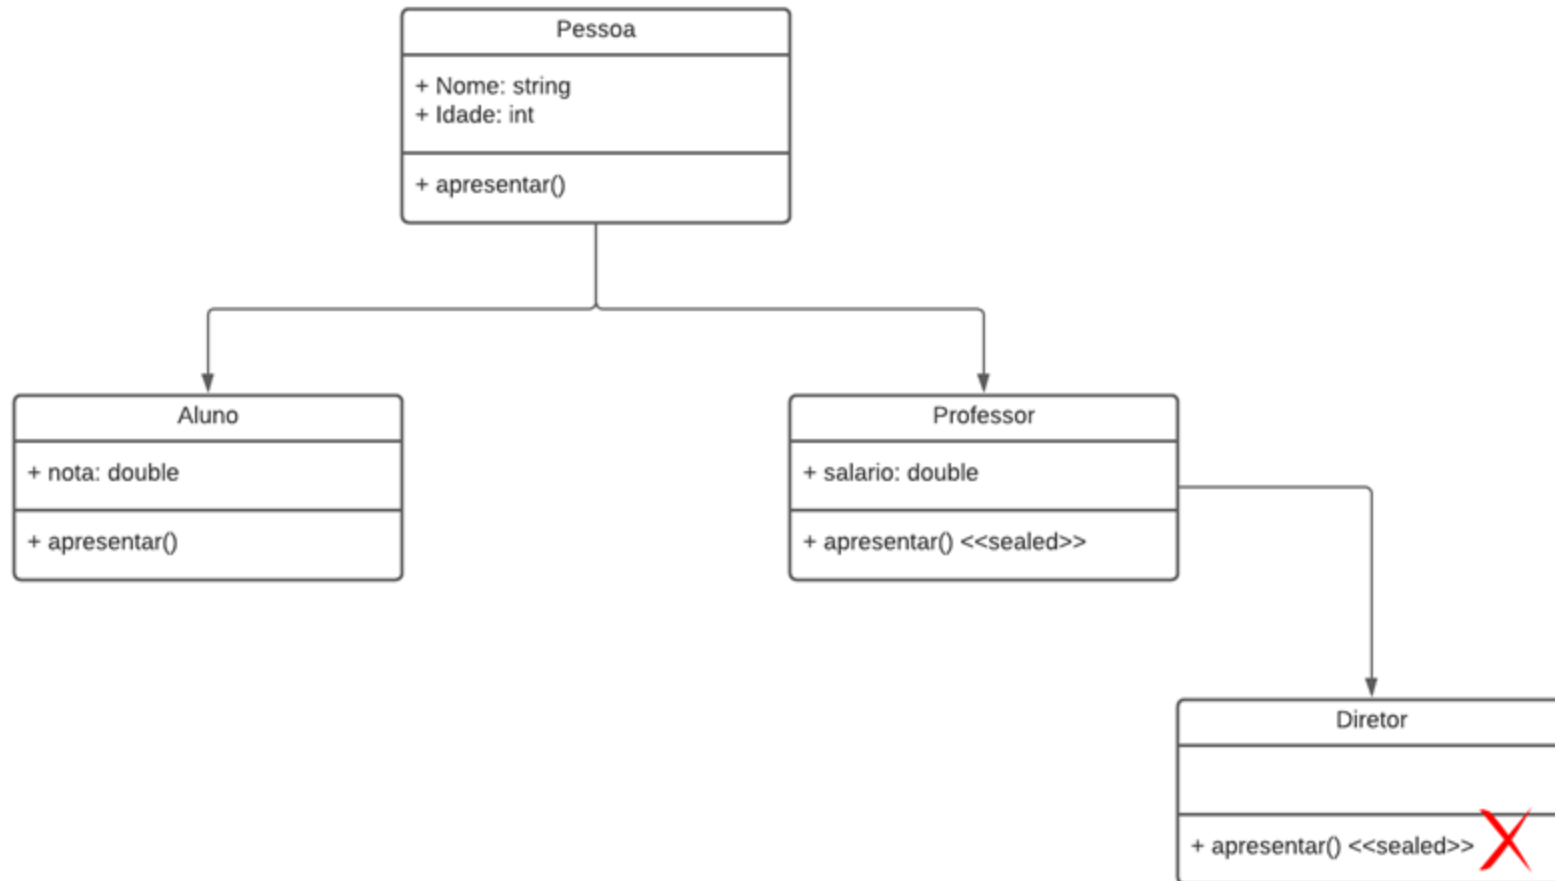 Pessoa
+ Nome: string
+ Idade: int
+ apresentar()
Aluno
+ nota: double
+ apresentar()
Professor
+ salario: double
+ apresentar() <<sealed>>
Diretor
+ apresentar() <<sealed>>